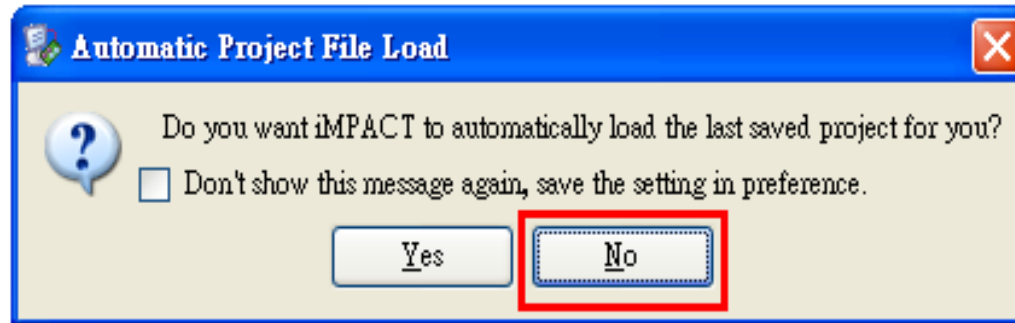 Automatic Project File Load
Do you want iMPACT to automatically load the last saved project for you?
Don't show this message again, save the setting in preference.
Yes No